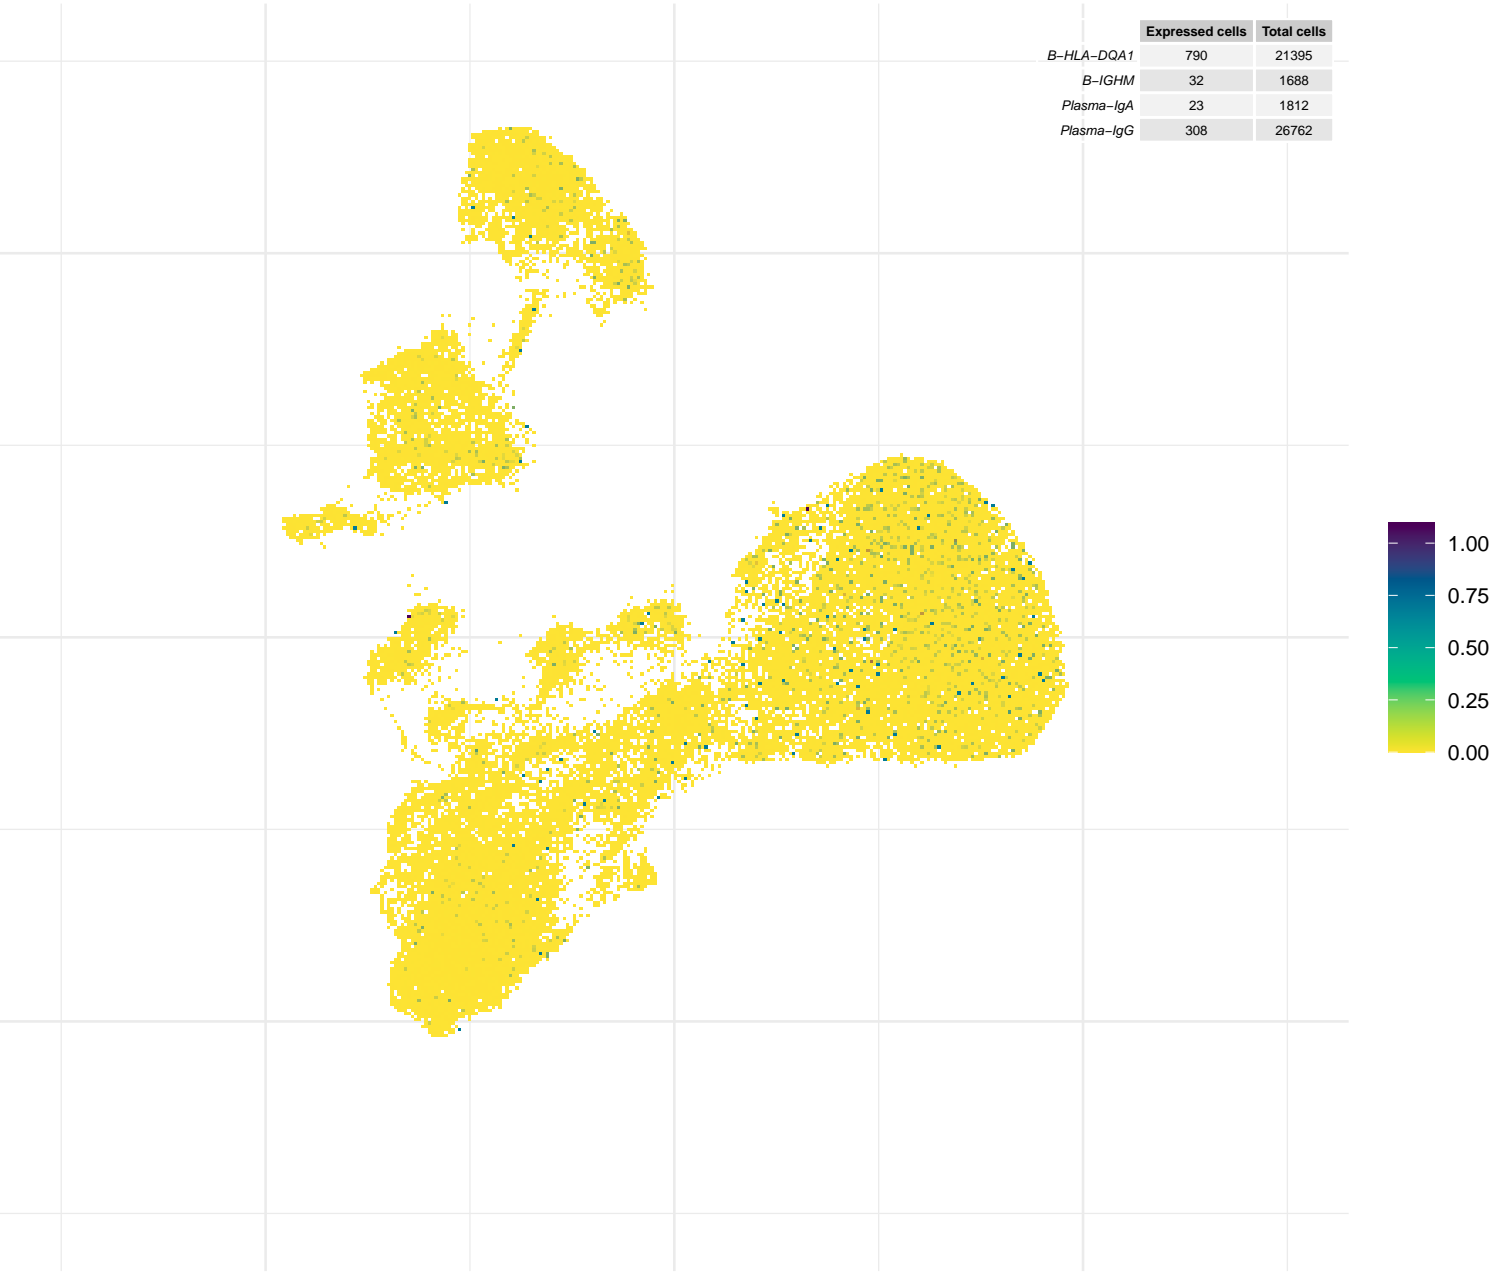 Expressed cells Total cells
B−HLA−DQA1 790 21395
B−IGHM 32 1688
Plasma−IgA 23 1812
Plasma−IgG 308 26762
1.00
0.75
0.50
0.25
0.00